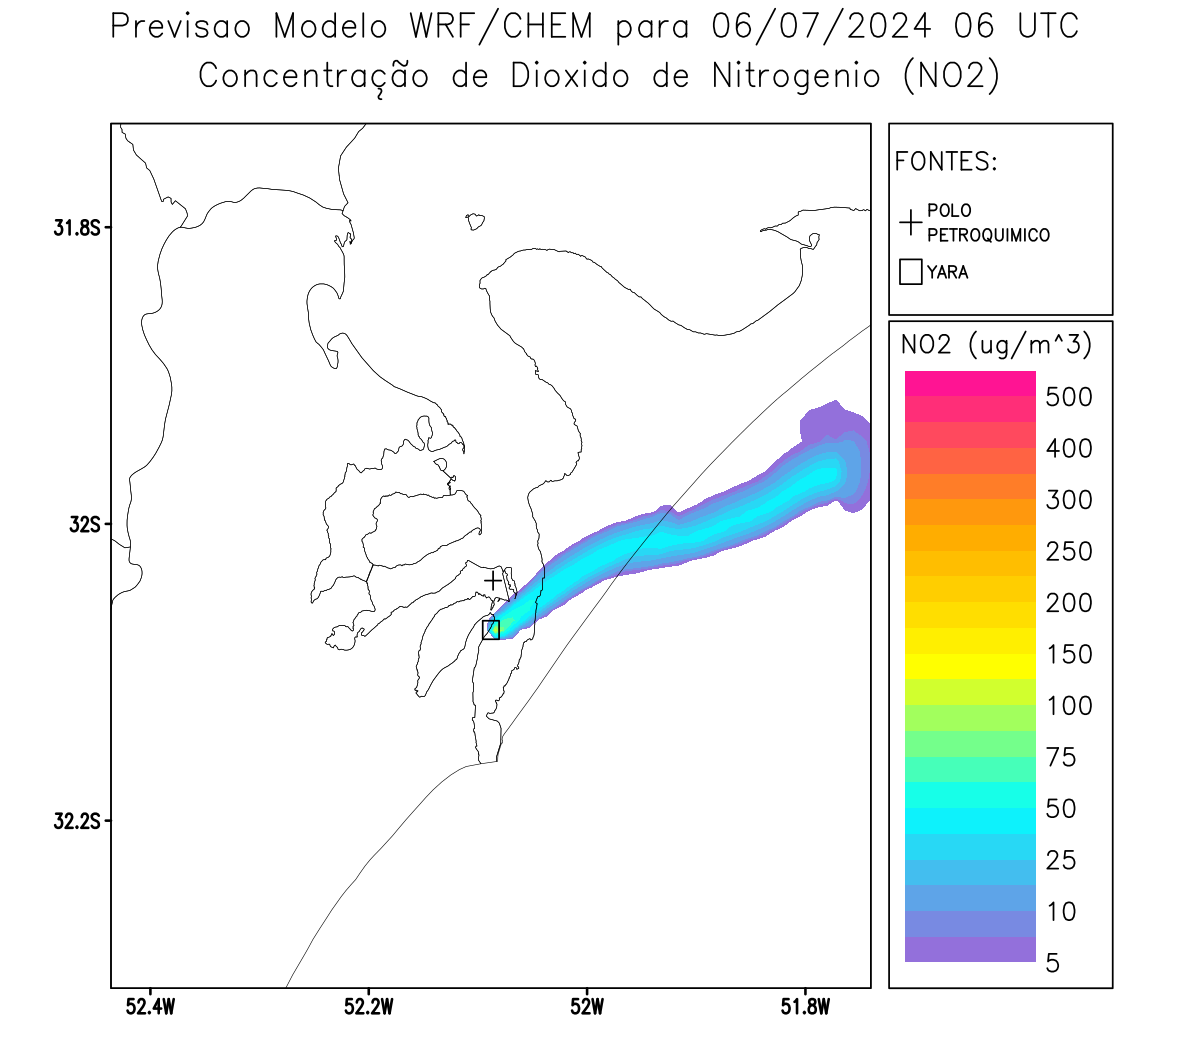 Previsao Modelo WRF/CHEM para 06/07/2024 06 UTC
Concentração de Dioxido de Nitrogenio (NO2)
FONTES:
POLO
PETROQUIMICO
YARA
NO2 (ug/m^3)
500
400
300
250
200
150
100
75
50
25
10
5
31.8S
32S
32.2S
52.4W
52.2W
52W
51.8W